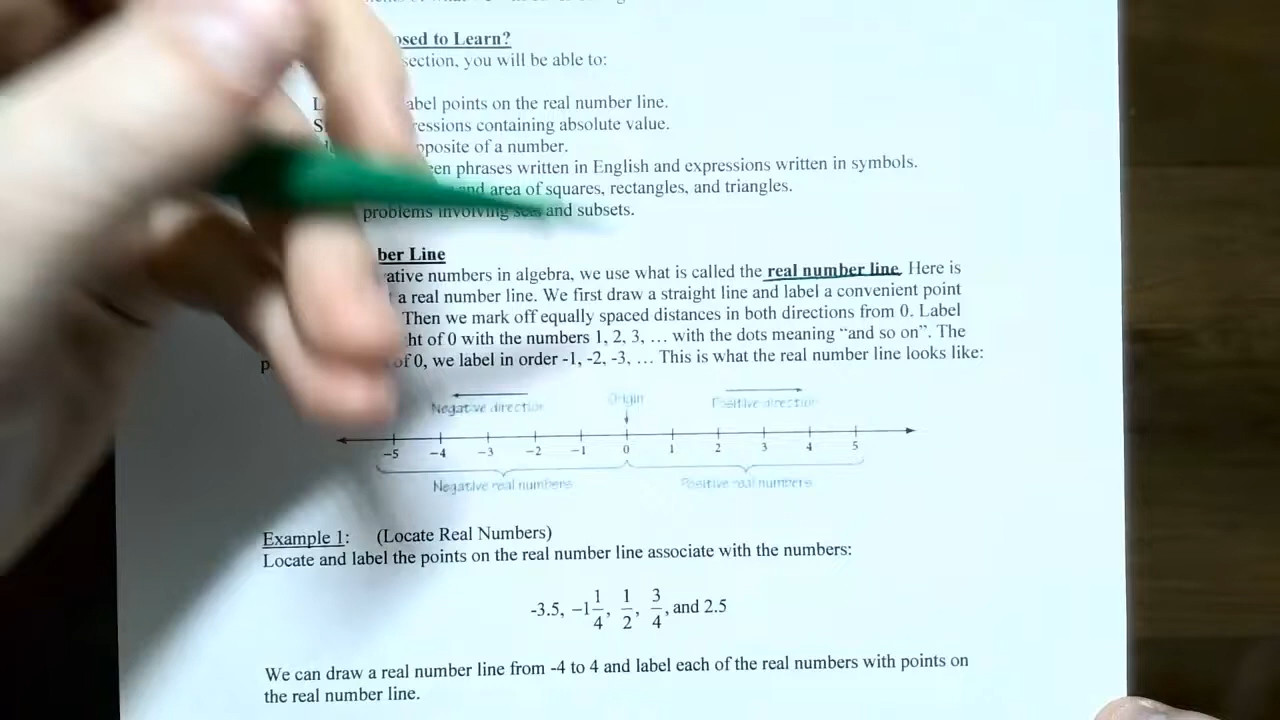 osed to Learn?
section, you will be able to:
abel points on the real number line.
ressions containing absolute value.
pposite of a number.
en phrases written in English and expressions written in symbols.
and area of squares, rectangles, and triangles.
problems involving sets and subsets.
ber Line
ative numbers in algebra, we use what is called the real number line. Here is
a real number line. We first draw a straight line and label a convenient point
Then we mark off equally spaced distances in both directions from 0. Label
ht of 0 with the numbers 1, 2, 3, … with the dots meaning “and so on”. The
of 0, we label in order -1, -2, -3, … This is what the real number line looks like:
Negative direction Origin Positive direction
−5 −4 −3 −2 −1 0 1 2 3 4 5
Negative real numbers Positive real numbers
Example 1: (Locate Real Numbers)
Locate and label the points on the real number line associate with the numbers:
-3.5, −1 1/4, 1/2, 3/4, and 2.5
We can draw a real number line from -4 to 4 and label each of the real numbers with points on
the real number line.